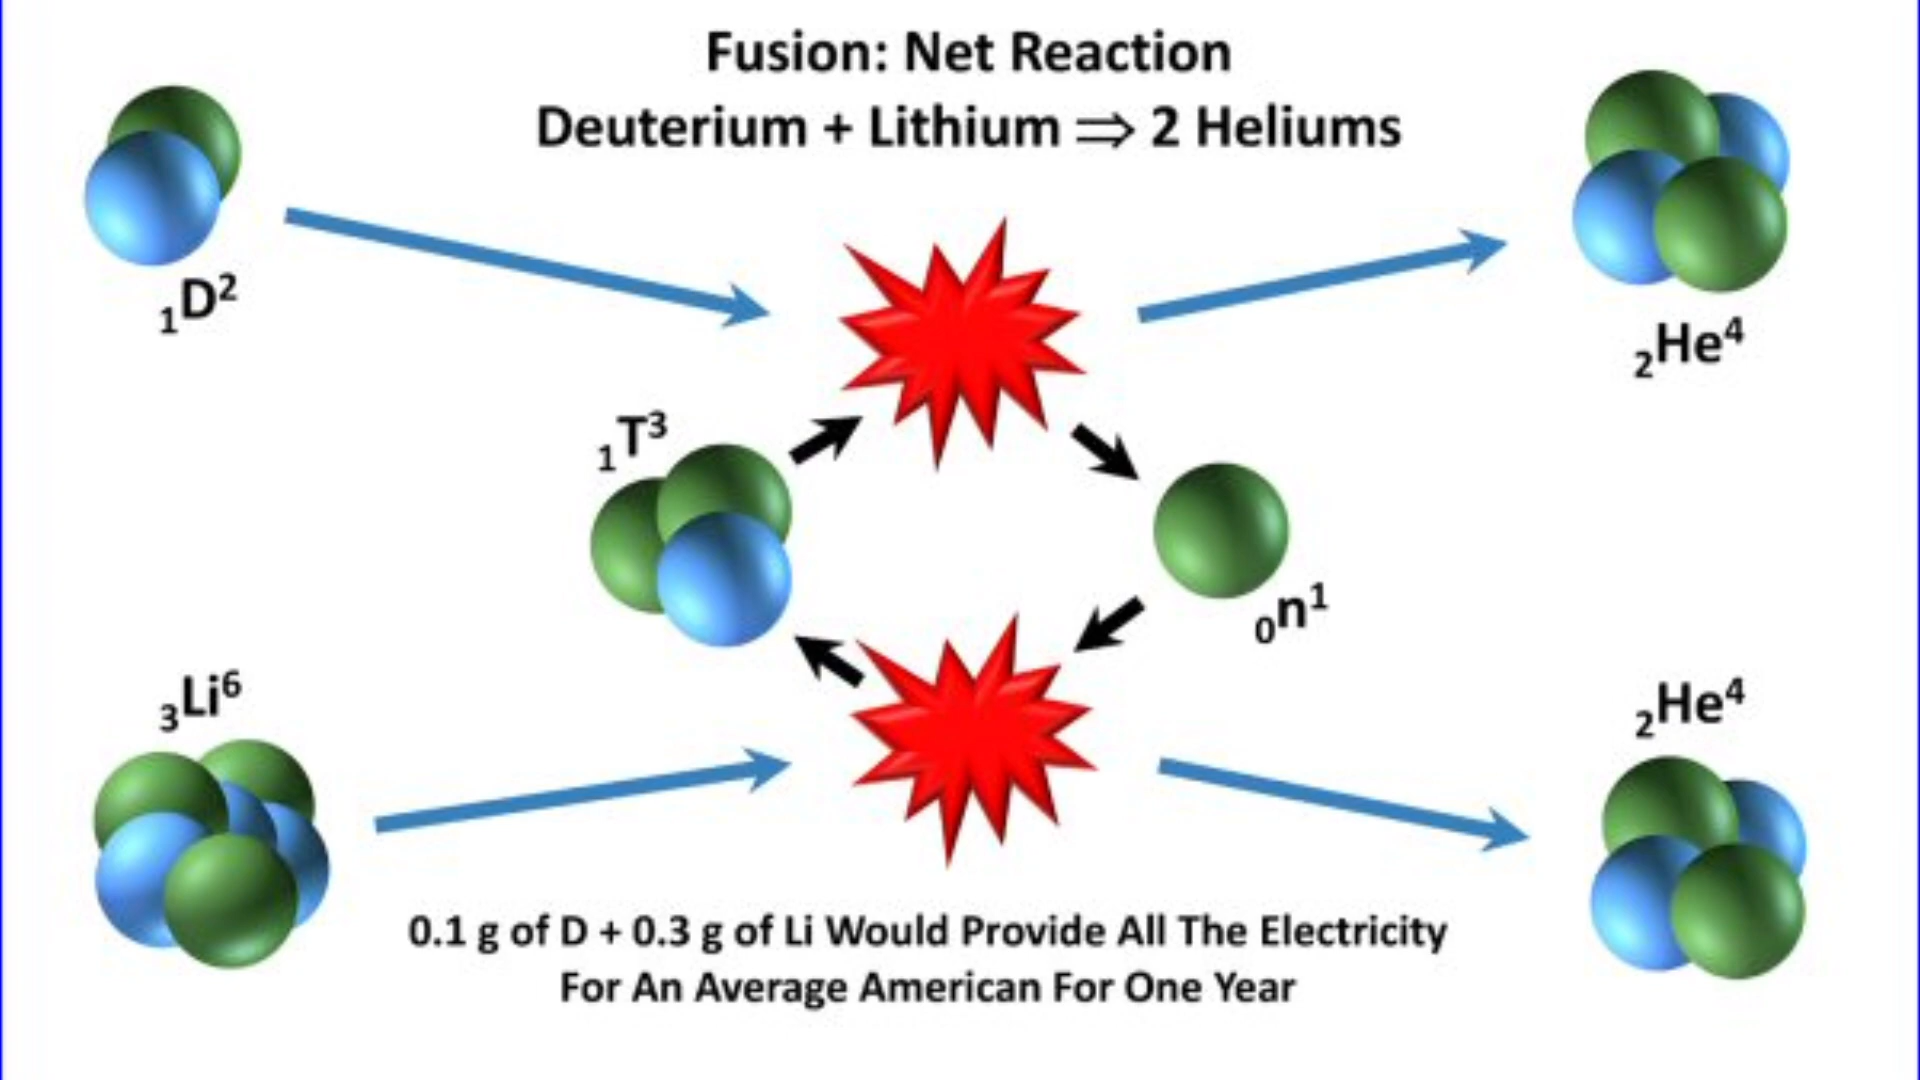 Fusion: Net Reaction
Deuterium + Lithium ⇒ 2 Heliums
₁D²
₂He⁴
₁T³
₀n¹
₃Li⁶
₂He⁴
0.1 g of D + 0.3 g of Li Would Provide All The Electricity
For An Average American For One Year